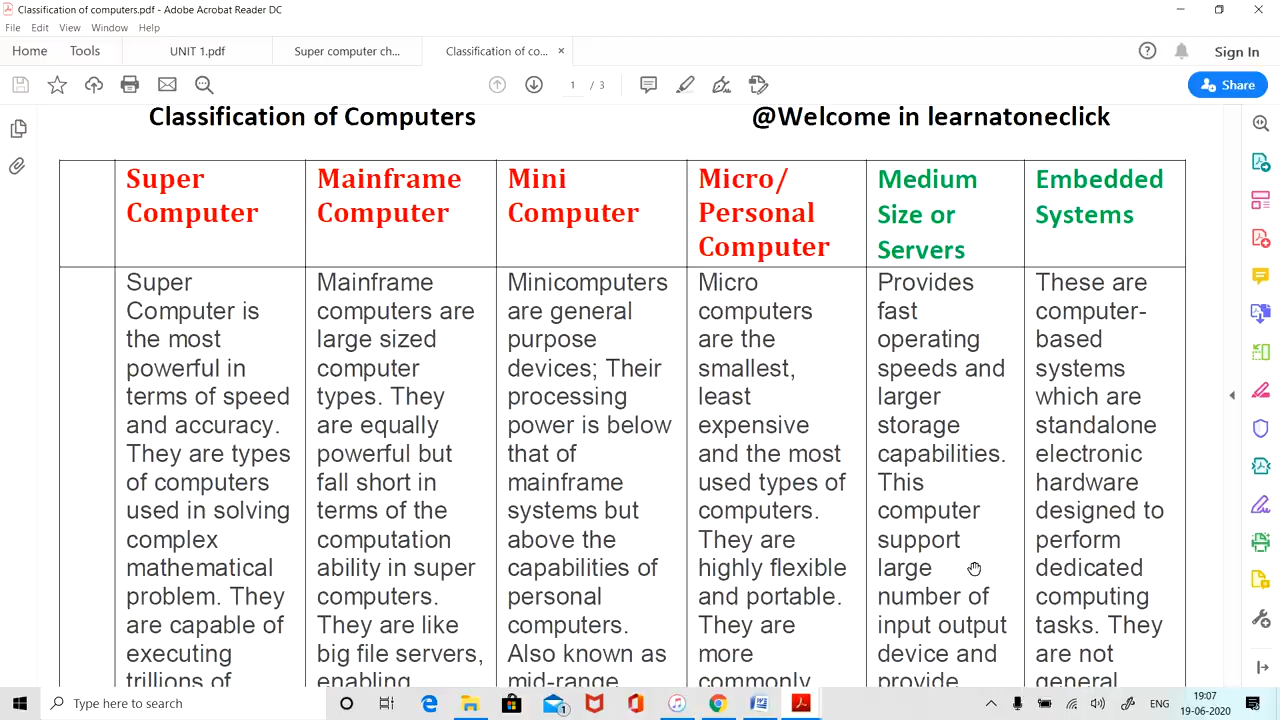 Classification of computers.pdf - Adobe Acrobat Reader DC
File Edit View Window Help
Home Tools UNIT 1.pdf Super computer ch... Classification of co... ×
Sign In
1 / 3
Share
Classification of Computers
@Welcome in learnatoneclick
Super
Computer
Mainframe
Computer
Mini
Computer
Micro/
Personal
Computer
Medium
Size or
Servers
Embedded
Systems
Super
Computer is
the most
powerful in
terms of speed
and accuracy.
They are types
of computers
used in solving
complex
mathematical
problem. They
are capable of
executing
trillions of
Mainframe
computers are
large sized
computer
types. They
are equally
powerful but
fall short in
terms of the
computation
ability in super
computers.
They are like
big file servers,
enabling
Minicomputers
are general
purpose
devices; Their
processing
power is below
that of
mainframe
systems but
above the
capabilities of
personal
computers.
Also known as
mid-range
Micro
computers
are the
smallest,
least
expensive
and the most
used types of
computers.
They are
highly flexible
and portable.
They are
more
commonly
Provides
fast
operating
speeds and
larger
storage
capabilities.
This
computer
support
large
number of
input output
device and
provide
These are
computer-
based
systems
which are
standalone
electronic
hardware
designed to
perform
dedicated
computing
tasks. They
are not
general
Type here to search
1
ENG
19:07
19-06-2020